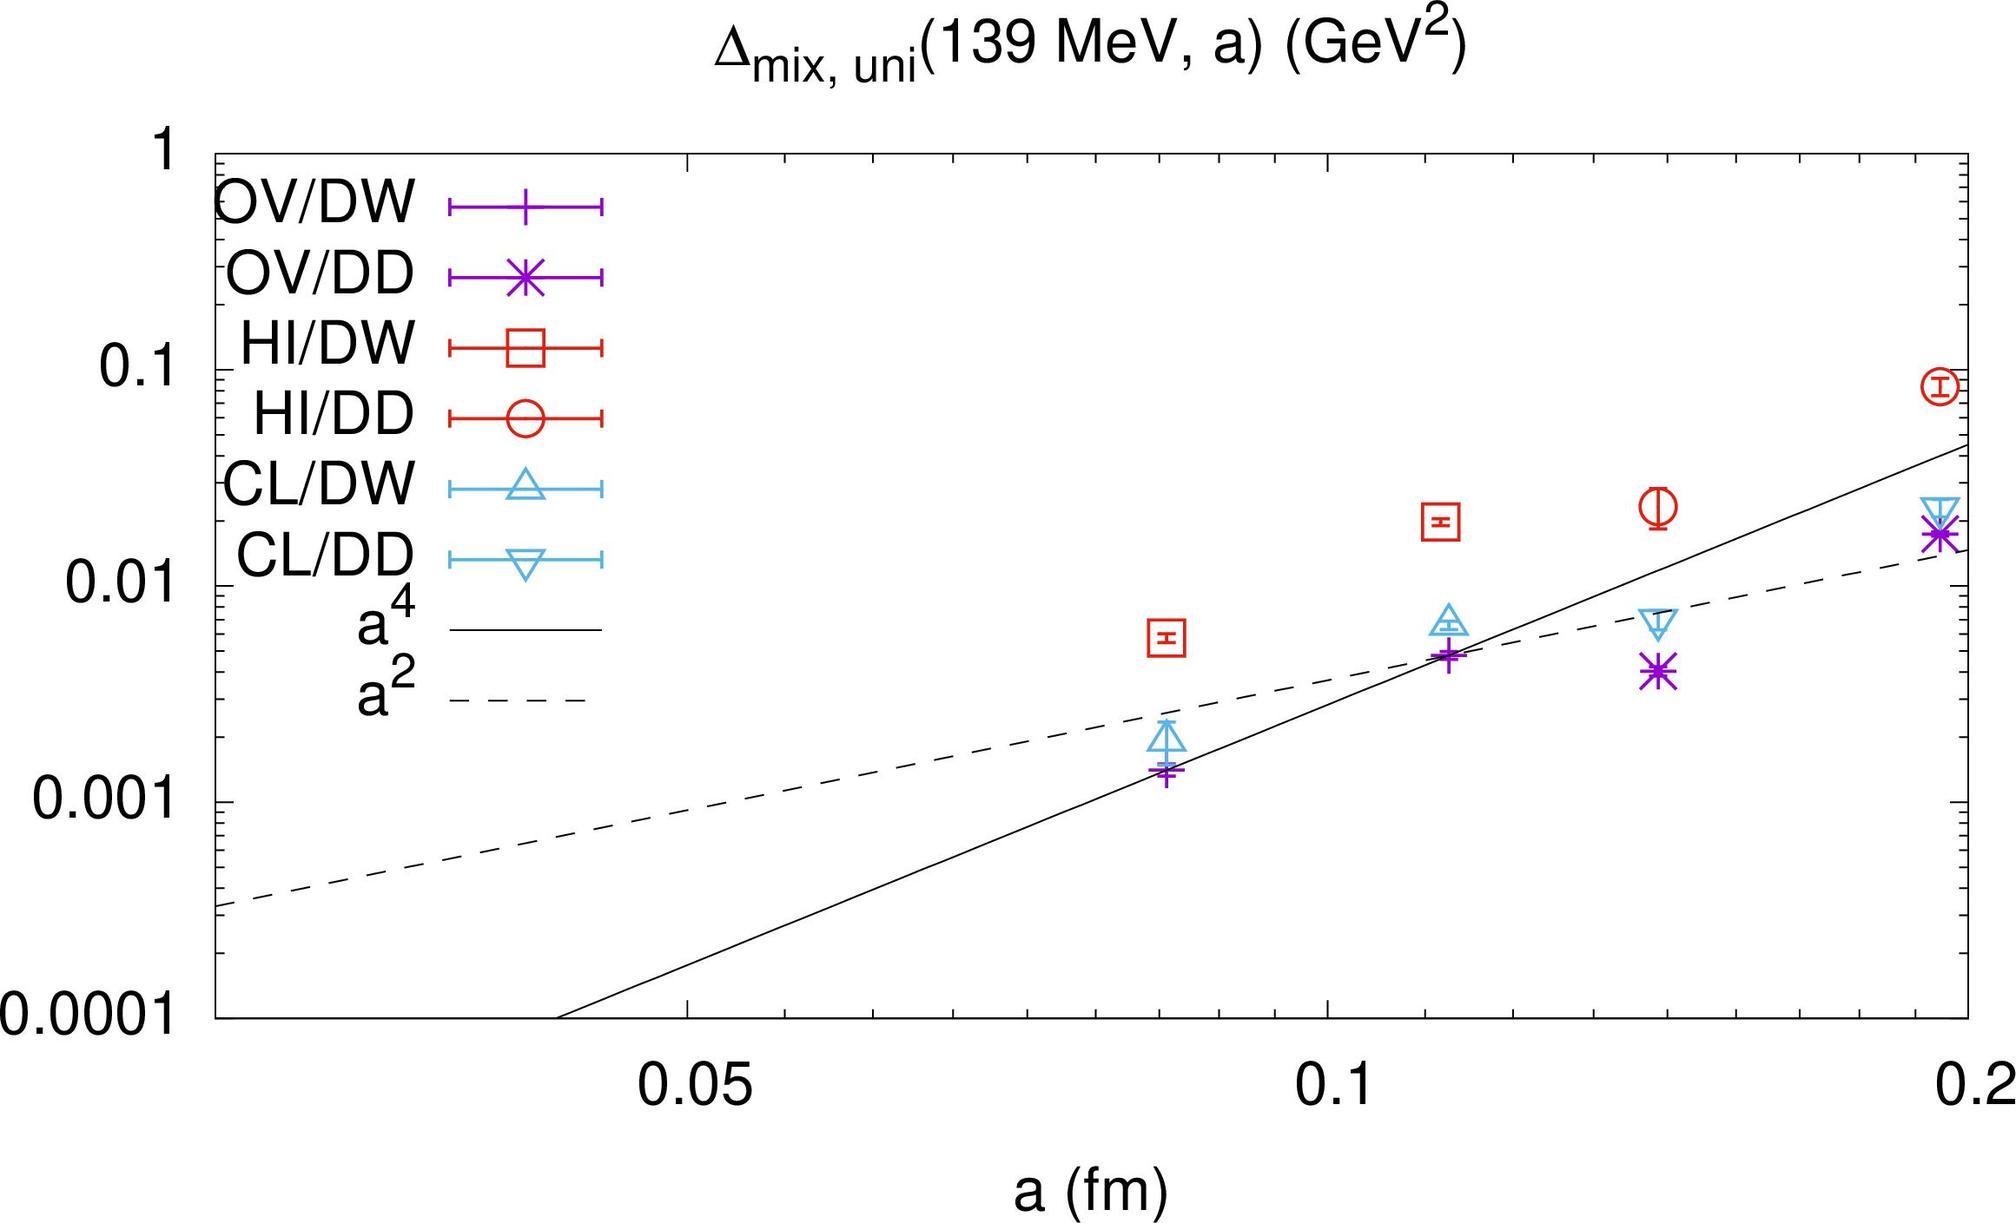 Δmix, uni(139 MeV, a) (GeV²)
1
0.1
0.01
0.001
0.0001
OV/DW
OV/DD
HI/DW
HI/DD
CL/DW
CL/DD
a⁴
a²
0.05 0.1 0.2
a (fm)